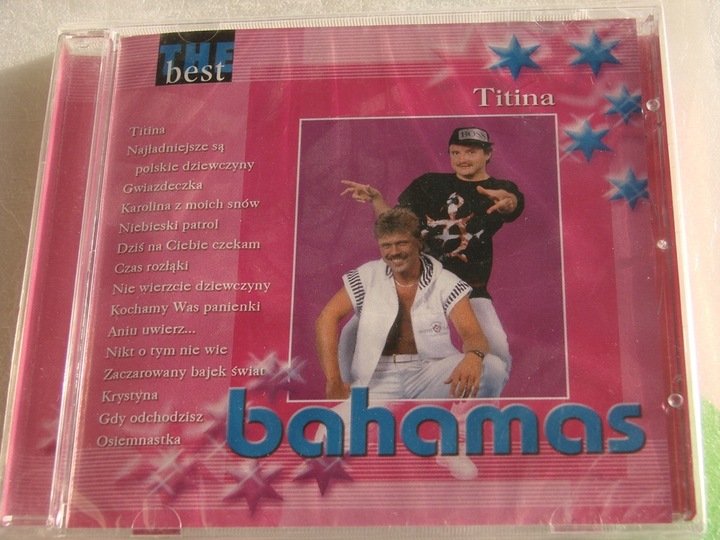 THE
best
Titina
Titina
Najładniejsze są
polskie dziewczyny
Gwiazdeczka
Karolina z moich snów
Niebieski patrol
Dziś na Ciebie czekam
Czas rozłąki
Nie wierzcie dziewczyny
Kochamy Was panienki
Aniu uwierz...
Nikt o tym nie wie
Zaczarowany bajek świat
Krystyna
Gdy odchodzisz
Osiemnastka
BOSS
bahamas